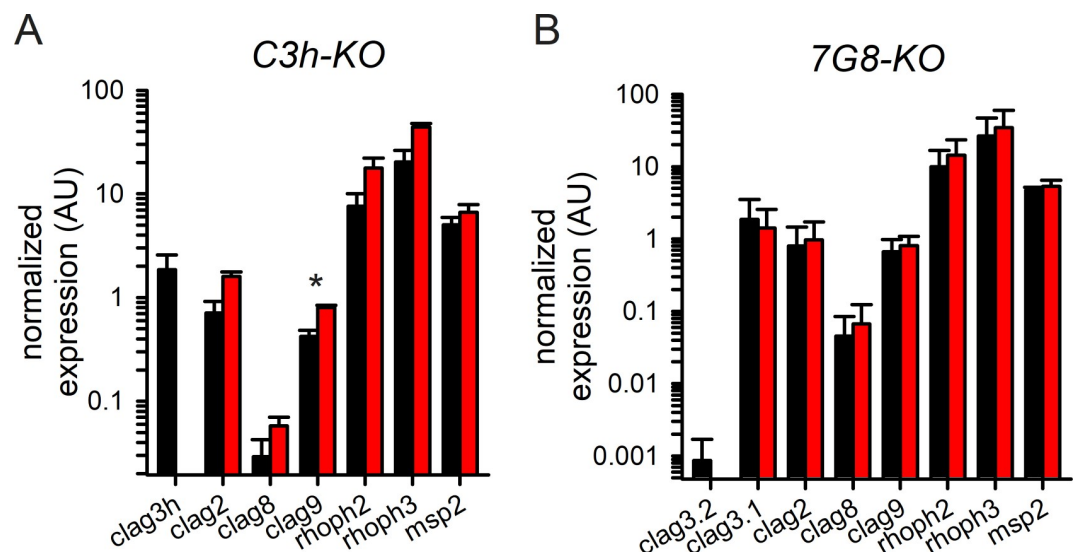 A
C3h-KO
normalized
expression (AU)
100
10
1
0.1
*
clag3h
clag2
clag8
clag9
rhoph2
rhoph3
msp2
B
7G8-KO
normalized
expression (AU)
100
10
1
0.1
0.01
0.001
clag3.2
clag3.1
clag2
clag8
clag9
rhoph2
rhoph3
msp2